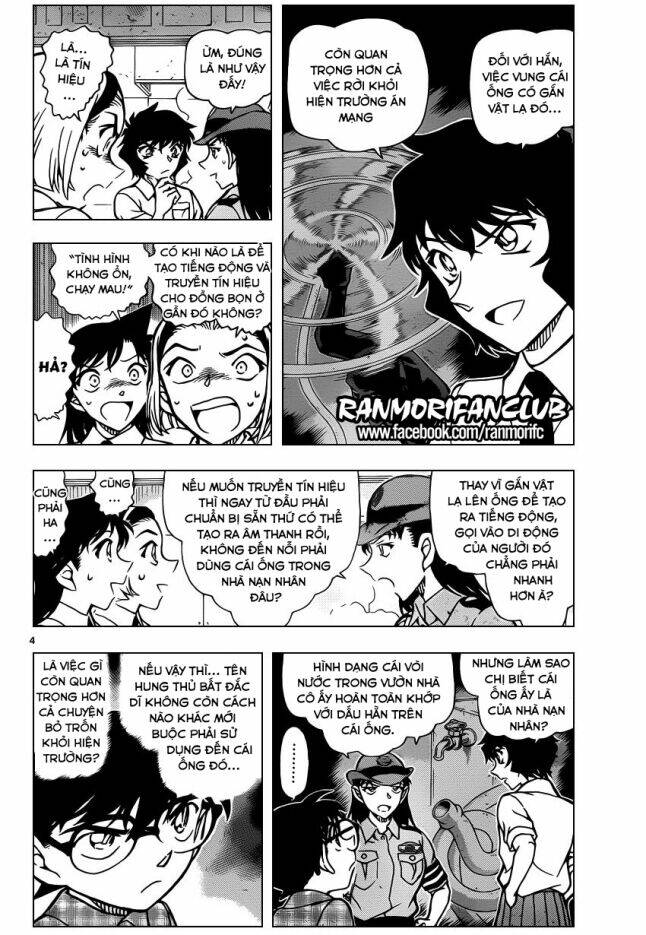 ĐỐI VỚI HẮN,
VIỆC VUNG CÁI
ỐNG CÓ GẮN
VẬT LẠ ĐÓ...
CÒN QUAN
TRỌNG HƠN CẢ
VIỆC RỜI KHỎI
HIỆN TRƯỜNG ÁN
MẠNG
RANMORIFANCLUB
www.facebook.com/ranmorifc
ỪM, ĐÚNG
LÀ NHƯ VẬY
ĐẤY!
LÀ...
LÀ TÍN
HIỆU
...
CÓ KHI NÀO LÀ ĐỂ
TẠO TIẾNG ĐỘNG VÀ
TRUYỀN TÍN HIỆU
CHO ĐỒNG BỌN Ở
GẦN ĐÓ KHÔNG?
"TÌNH HÌNH
KHÔNG ỔN,
CHẠY MAU!"
HẢ?
THAY VÌ GẮN VẬT
LẠ LÊN ỐNG ĐỂ TẠO
RA TIẾNG ĐỘNG,
GỌI VÀO DI ĐỘNG
CỦA NGƯỜI ĐÓ
CHẲNG PHẢI
NHANH
HƠN À?
NẾU MUỐN TRUYỀN TÍN HIỆU
THÌ NGAY TỪ ĐẦU PHẢI
CHUẨN BỊ SẴN THỨ CÓ THỂ
TẠO RA ÂM THANH RỒI,
KHÔNG ĐẾN NỖI PHẢI
DÙNG CÁI ỐNG TRONG
NHÀ NẠN NHÂN
ĐÂU?
CŨNG
...
CŨNG
PHẢI
HA
...
4
NHƯNG LÀM SAO
CHỊ BIẾT CÁI
ỐNG ẤY LÀ
CỦA NHÀ NẠN
NHÂN?
HÌNH DẠNG CÁI VÒI
NƯỚC TRONG VƯỜN NHÀ
CÔ ẤY HOÀN TOÀN KHỚP
VỚI DẤU HẰN TRÊN
CÁI ỐNG.
......
NẾU VẬY THÌ... TÊN
HUNG THỦ BẤT ĐẮC
DĨ KHÔNG CÒN CÁCH
NÀO KHÁC MỚI
BUỘC PHẢI SỬ
DỤNG ĐẾN CÁI
ỐNG ĐÓ...
LÀ VIỆC GÌ
CÒN QUAN
TRỌNG HƠN
CẢ CHUYỆN
BỎ TRỐN
KHỎI HIỆN
TRƯỜNG?